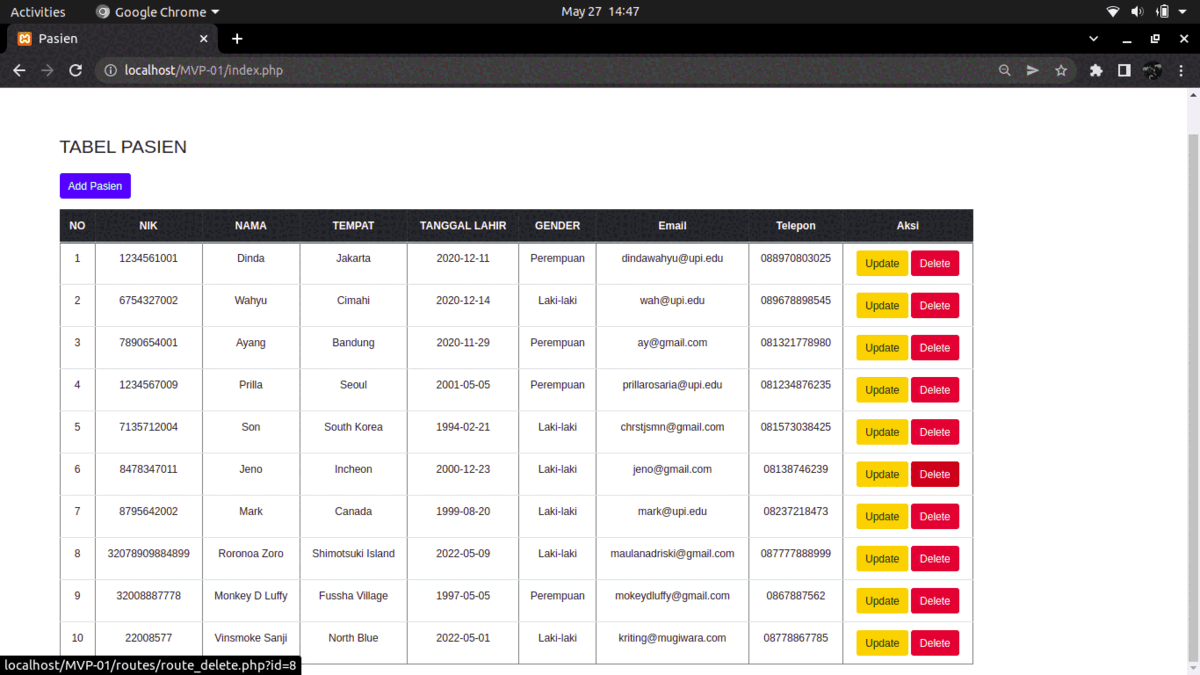 Activities Google Chrome May 27 14:47
Pasien
localhost/MVP-01/index.php
TABEL PASIEN
Add Pasien
NO NIK NAMA TEMPAT TANGGAL LAHIR GENDER Email Telepon Aksi
1 1234561001 Dinda Jakarta 2020-12-11 Perempuan dindawahyu@upi.edu 088970803025 Update Delete
2 6754327002 Wahyu Cimahi 2020-12-14 Laki-laki wah@upi.edu 089678898545 Update Delete
3 7890654001 Ayang Bandung 2020-11-29 Perempuan ay@gmail.com 081321778980 Update Delete
4 1234567009 Prilla Seoul 2001-05-05 Perempuan prillarosaria@upi.edu 081234876235 Update Delete
5 7135712004 Son South Korea 1994-02-21 Laki-laki chrstjsmn@gmail.com 081573038425 Update Delete
6 8478347011 Jeno Incheon 2000-12-23 Laki-laki jeno@gmail.com 08138746239 Update Delete
7 8795642002 Mark Canada 1999-08-20 Laki-laki mark@upi.edu 08237218473 Update Delete
8 32078909884899 Roronoa Zoro Shimotsuki Island 2022-05-09 Laki-laki maulanadriski@gmail.com 087777888999 Update Delete
9 32008887778 Monkey D Luffy Fussha Village 1997-05-05 Perempuan mokeydluffy@gmail.com 0867887562 Update Delete
10 22008577 Vinsmoke Sanji North Blue 2022-05-01 Laki-laki kriting@mugiwara.com 08778867785 Update Delete
localhost/MVP-01/routes/route_delete.php?id=8